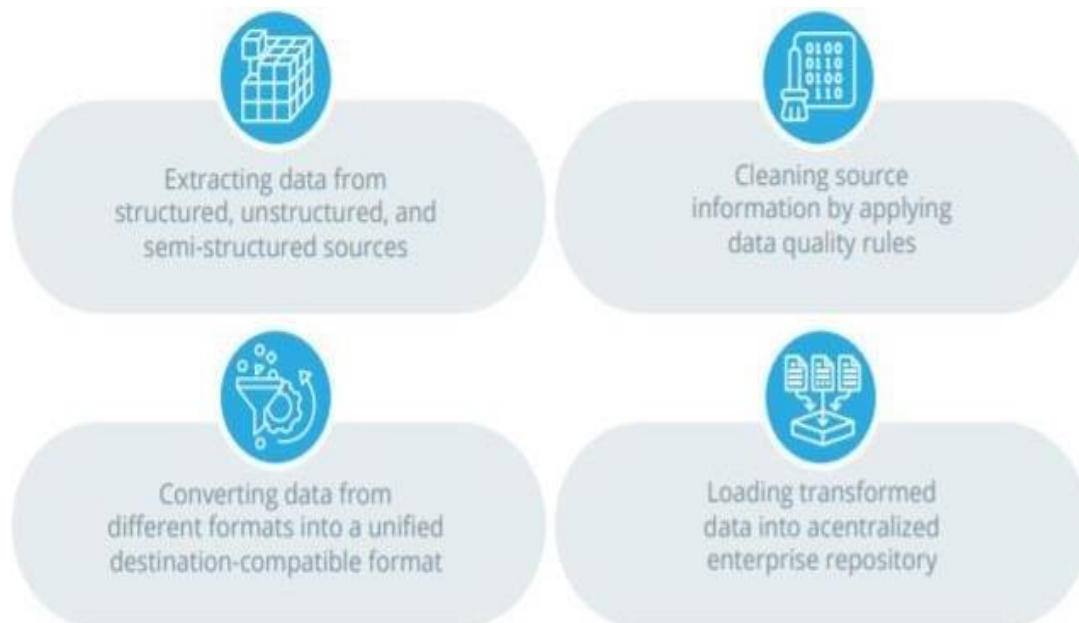 0100
0110
0100
110
Extracting data from
structured, unstructured, and
semi-structured sources
Cleaning source
information by applying
data quality rules
Converting data from
different formats into a unified
destination-compatible format
Loading transformed
data into acentralized
enterprise repository